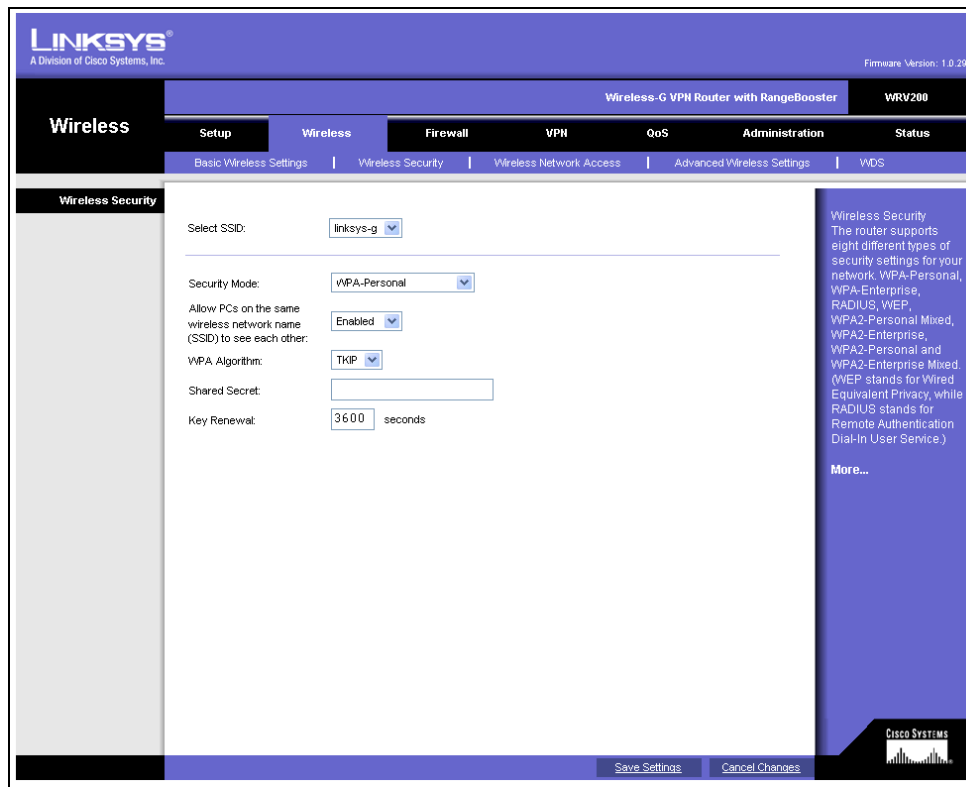 LINKSYS®
A Division of Cisco Systems, Inc.
Firmware Version: 1.0.29
Wireless-G VPN Router with RangeBooster WRV200
Wireless
Setup Wireless Firewall VPN QoS Administration Status
Basic Wireless Settings | Wireless Security | Wireless Network Access | Advanced Wireless Settings | WDS
Wireless Security
Select SSID: linksys-g
Security Mode: WPA-Personal
Allow PCs on the same
wireless network name
(SSID) to see each other:
Enabled
WPA Algorithm: TKIP
Shared Secret:
Key Renewal: 3600 seconds
Wireless Security
The router supports
eight different types of
security settings for your
network. WPA-Personal,
WPA-Enterprise,
RADIUS, WEP,
WPA2-Personal Mixed,
WPA2-Enterprise,
WPA2-Personal and
WPA2-Enterprise Mixed.
(WEP stands for Wired
Equivalent Privacy, while
RADIUS stands for
Remote Authentication
Dial-In User Service.)
More...
CISCO SYSTEMS
Save Settings Cancel Changes